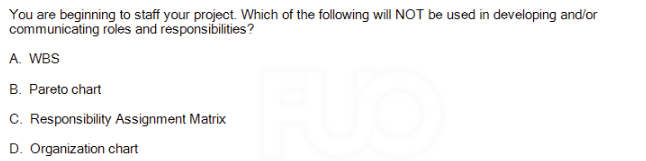 You are beginning to staff your project. Which of the following will NOT be used in developing and/or
communicating roles and responsibilities?
A. WBS
B. Pareto chart
C. Responsibility Assignment Matrix
D. Organization chart
FUO